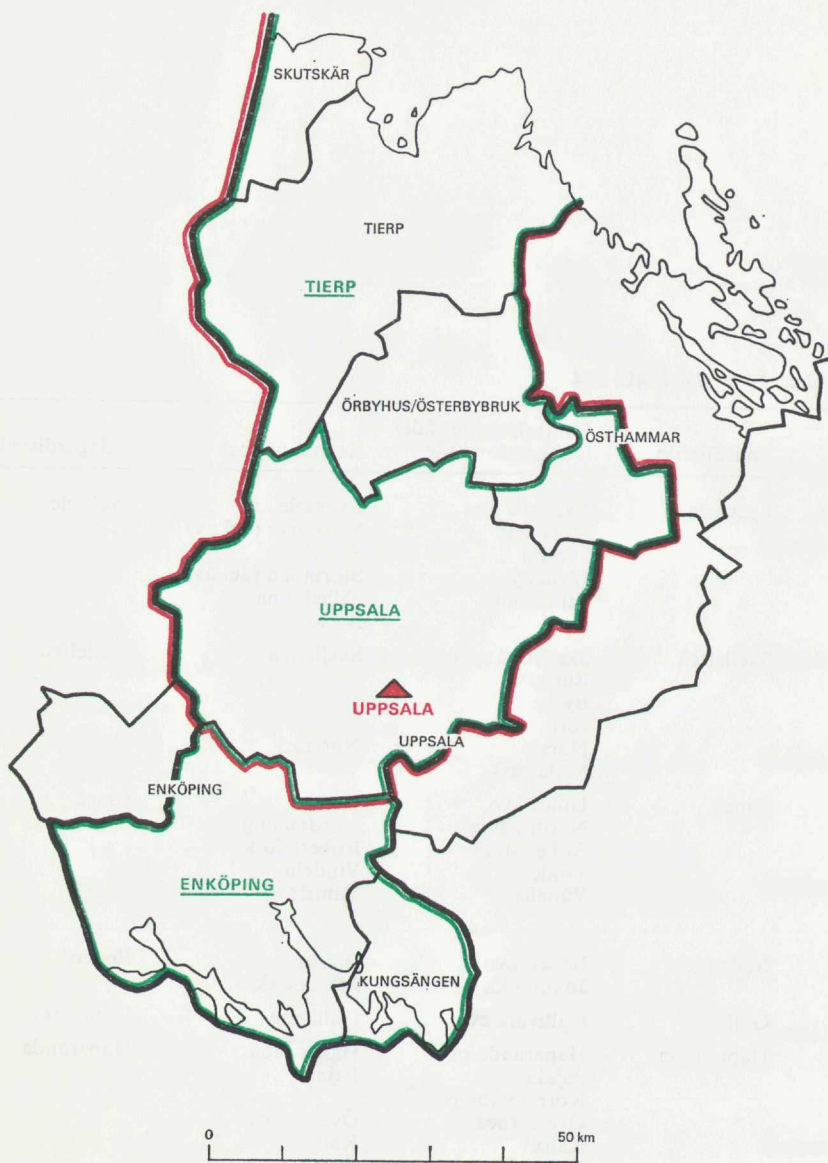 SKUTSKÄR
TIERP
TIERP
ÖRBYHUS/ÖSTERBYBRUK
ÖSTHAMMAR
UPPSALA
UPPSALA
UPPSALA
ENKÖPING
ENKÖPING
KUNGSÄNGEN
0 50 km